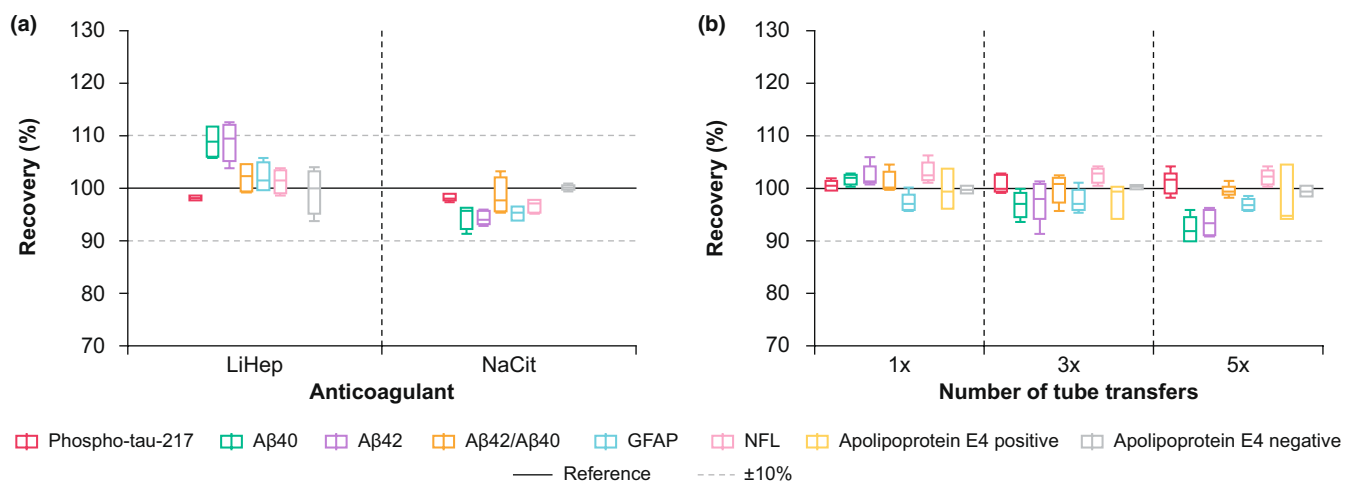 (a)
130
120
110
100
90
80
70
Recovery (%)
LiHep
NaCit
Anticoagulant
(b)
130
120
110
100
90
80
70
Recovery (%)
1x
3x
5x
Number of tube transfers
Phospho-tau-217 Aβ40 Aβ42 Aβ42/Aβ40 GFAP NFL Apolipoprotein E4 positive Apolipoprotein E4 negative
Reference ±10%